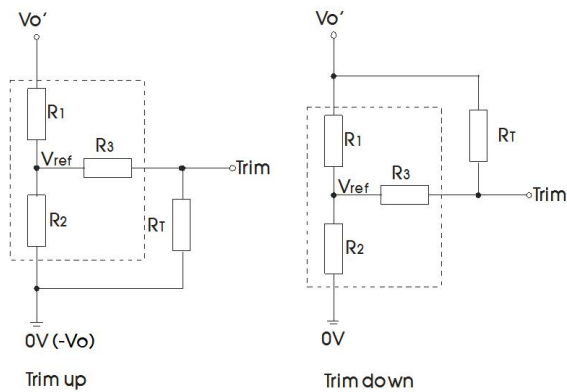 Vo'
R1
Vref
R3
Trim
R2
RT
0V (-Vo)
Trim up
Vo'
R1
RT
Vref
R3
Trim
R2
0V
Trim down